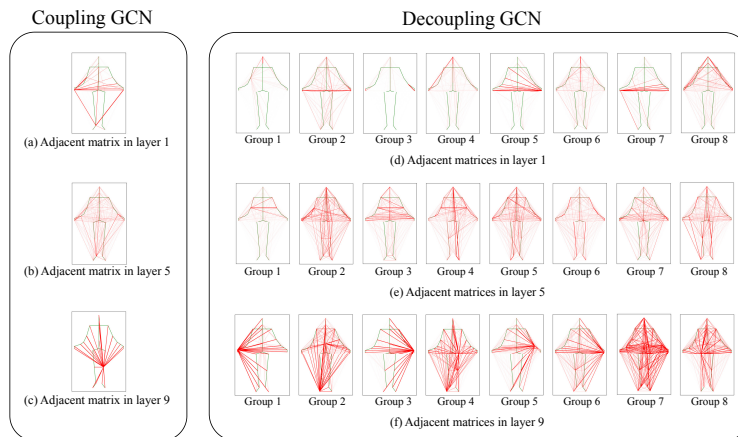 Coupling GCN
Decoupling GCN
(a) Adjacent matrix in layer 1
(b) Adjacent matrix in layer 5
(c) Adjacent matrix in layer 9
Group 1 Group 2 Group 3 Group 4 Group 5 Group 6 Group 7 Group 8
(d) Adjacent matrices in layer 1
Group 1 Group 2 Group 3 Group 4 Group 5 Group 6 Group 7 Group 8
(e) Adjacent matrices in layer 5
Group 1 Group 2 Group 3 Group 4 Group 5 Group 6 Group 7 Group 8
(f) Adjacent matrices in layer 9